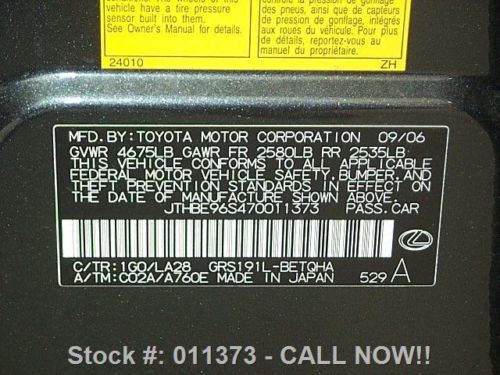 Wheels on this
vehicle have a tire pressure
sensor built into them.
See Owner's Manual for details.
contrôle de la pression de
de pression de gonflage, intégrés
des pneus, ainsi que de capteurs
aux roues du véhicule.
Reportez-vous au manuel
du propriétaire.
24010 ZH
MFD. BY: TOYOTA MOTOR CORPORATION 09/06
GVWR 4675LB GAWR FR 2580LB RR 2535LB
THIS VEHICLE CONFORMS TO ALL APPLICABLE
FEDERAL MOTOR VEHICLE SAFETY, BUMPER, AND
THEFT PREVENTION STANDARDS IN EFFECT ON
THE DATE OF MANUFACTURE SHOWN ABOVE.
JTHBE96S470011373 PASS. CAR
C/TR: 1G0/LA28 GRS191L-BETQHA
A/TM: C02A/A760E MADE IN JAPAN 529 A
Stock #: 011373 - CALL NOW!!